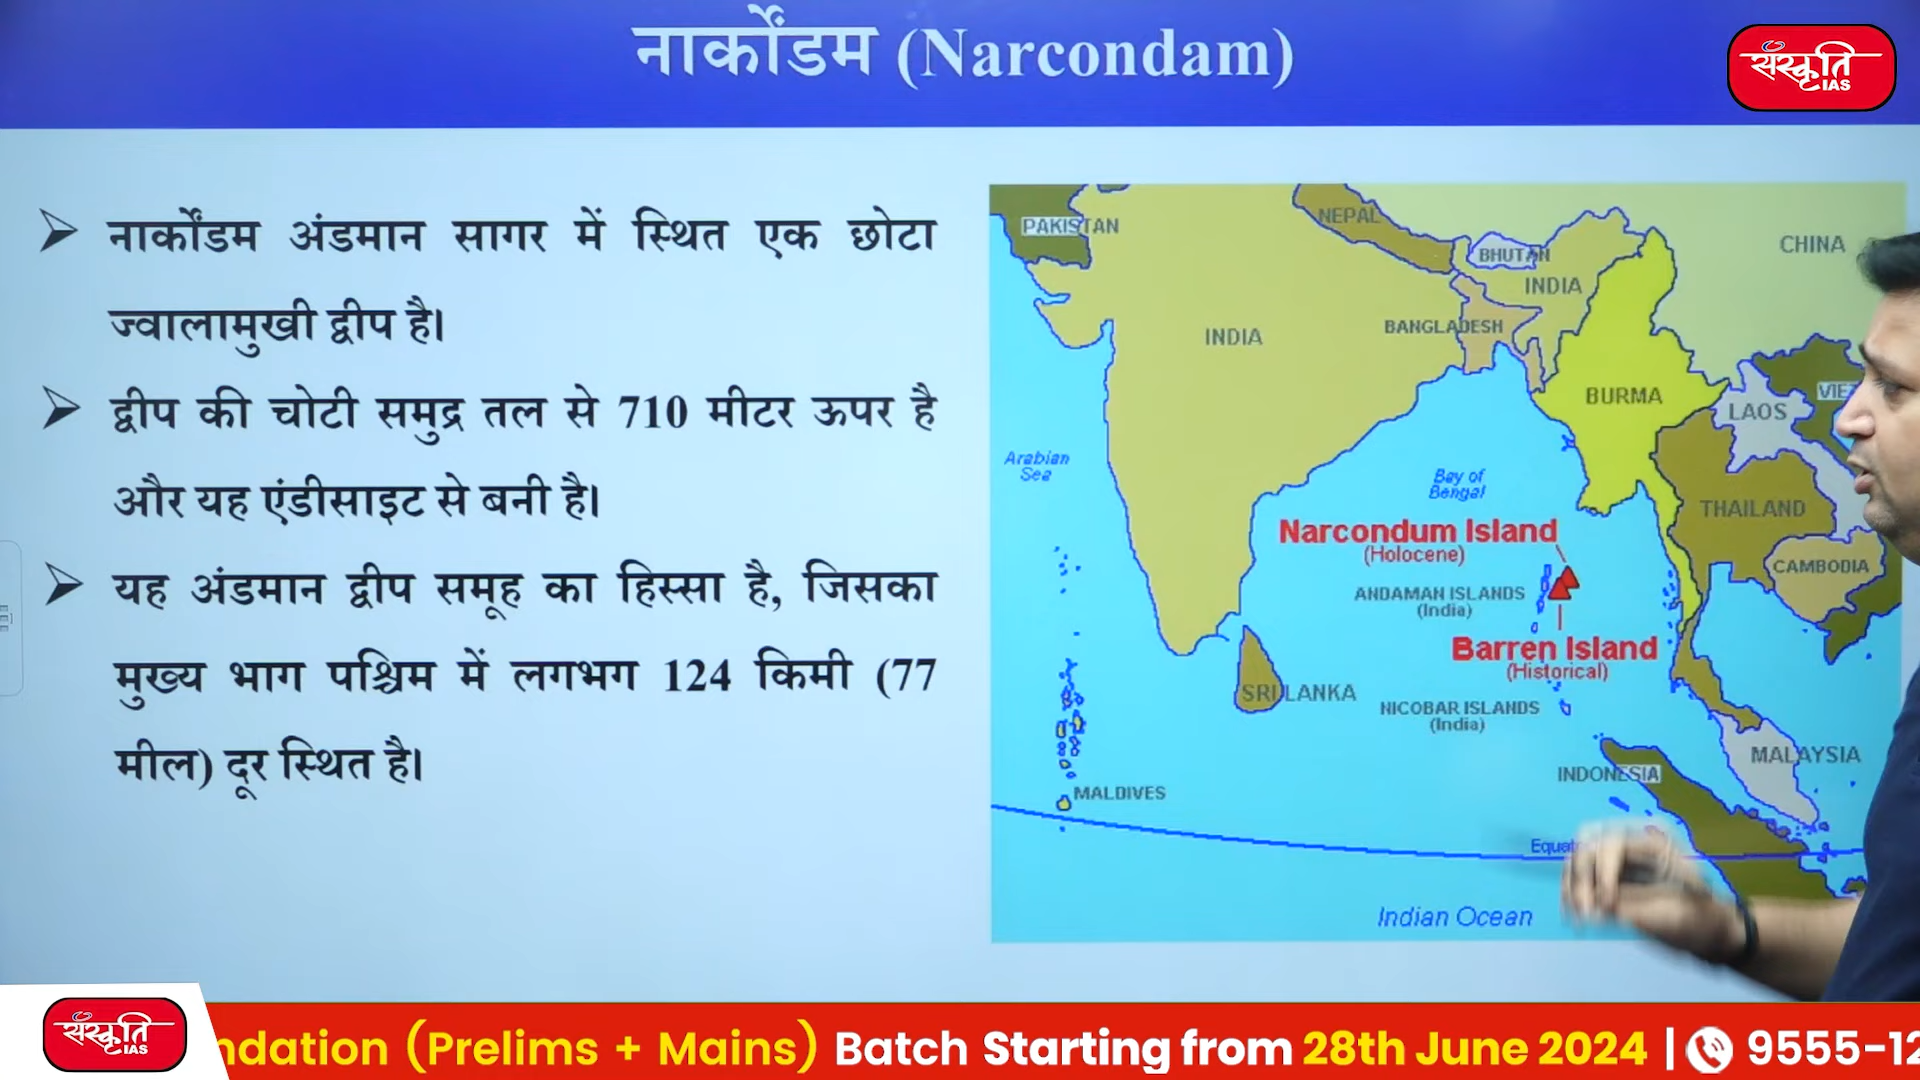 नार्कोंडम (Narcondam)
संस्कृति
IAS
नार्कोंडम अंडमान सागर में स्थित एक छोटा
ज्वालामुखी द्वीप है।
द्वीप की चोटी समुद्र तल से 710 मीटर ऊपर है
और यह एंडीसाइट से बनी है।
यह अंडमान द्वीप समूह का हिस्सा है, जिसका
मुख्य भाग पश्चिम में लगभग 124 किमी (77
मील) दूर स्थित है।
PAKISTAN
NEPAL
BHUTAN
CHINA
INDIA
BANGLADESH
INDIA
BURMA
LAOS
VIE
Arabian
Sea
Bay of
Bengal
THAILAND
Narcondum Island
(Holocene)
CAMBODIA
ANDAMAN ISLANDS
(India)
Barren Island
(Historical)
SRI LANKA
NICOBAR ISLANDS
(India)
MALAYSIA
INDONESIA
MALDIVES
Equat
Indian Ocean
संस्कृति
IAS
ndation (Prelims + Mains) Batch Starting from 28th June 2024 | 9555-12